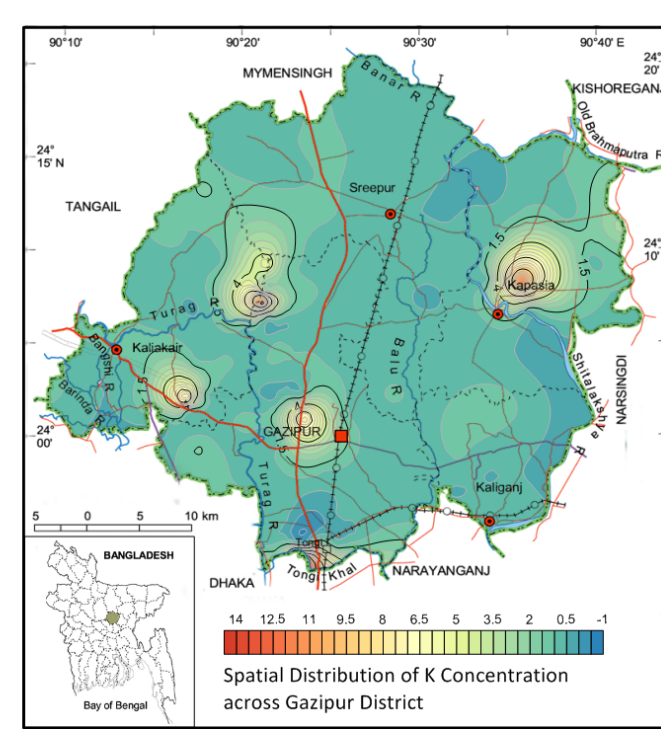 90°10'
90°20'
90°30'
90°40' E
24°
20'
MYMENSINGH
Banar R
KISHOREGANJ
Old Brahmaputra R
24°
15' N
Sreepur
TANGAIL
1.5
24°
10'
4
1.5
Kapasia
4
Turag R
Kaliakair
Bangshi R
Barinda R
Balu R
Shitalakshya R
NARSINGDI
4
24°
00'
GAZIPUR
Turag R
Kaliganj
5 0 5 10 km
Tongi
BANGLADESH
DHAKA
Tongi Khal
NARAYANGANJ
14 12.5 11 9.5 8 6.5 5 3.5 2 0.5 -1
Bay of Bengal
Spatial Distribution of K Concentration
across Gazipur District